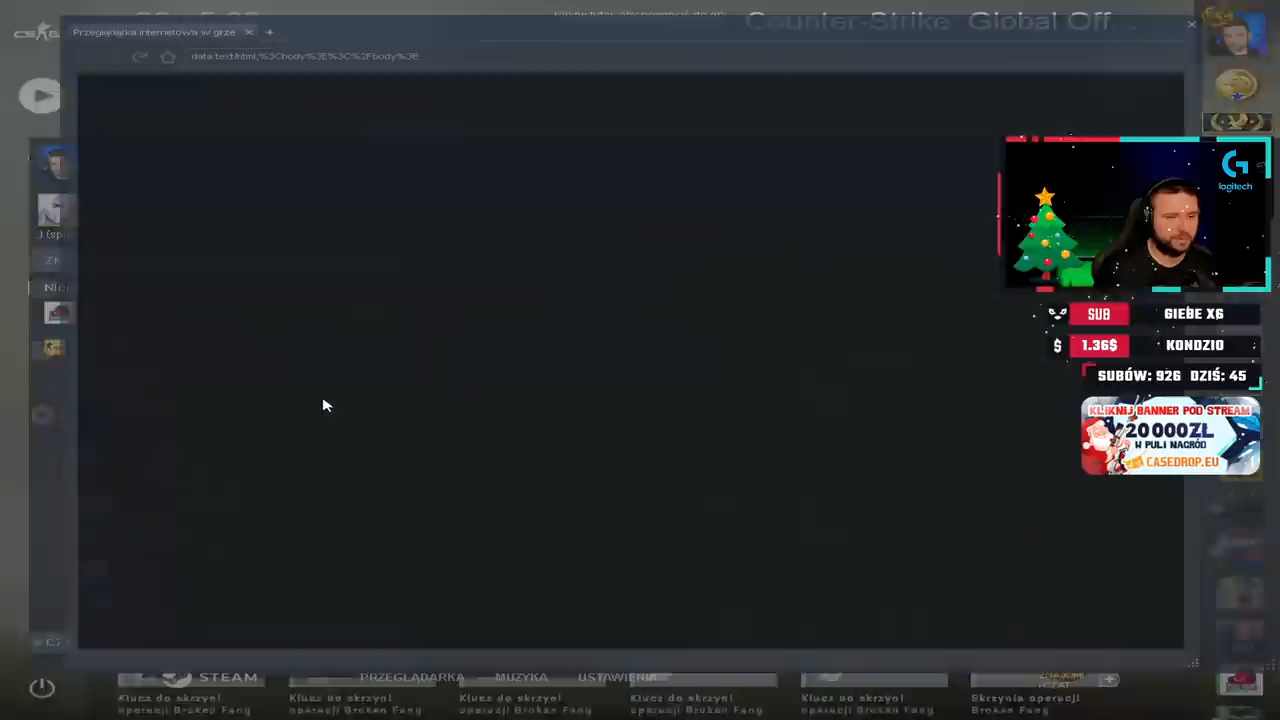 Counter-Strike Global Off...
Przeglądarka internetowa w grze
data:text/html,%3Cbody%3E%3C%2Fbody%3E
logitech
SUB GIEBE X6
$ 1.36$ KONDZIO
SUBÓW: 926 DZIŚ: 45
KLIKNIJ BANNER POD STREAM
20 000ZŁ
W PULI NAGRÓD
CASEDROP.EU
STEAM PRZEGLĄDARKA MUZYKA USTAWIENIA
Klucz do skrzyni
operacji Broken Fang
Klucz do skrzyni
operacji Broken Fang
Klucz do skrzyni
operacji Broken Fang
Klucz do skrzyni
operacji Broken Fang
Klucz do skrzyni
operacji Broken Fang
Skrzynia operacji
Broken Fang